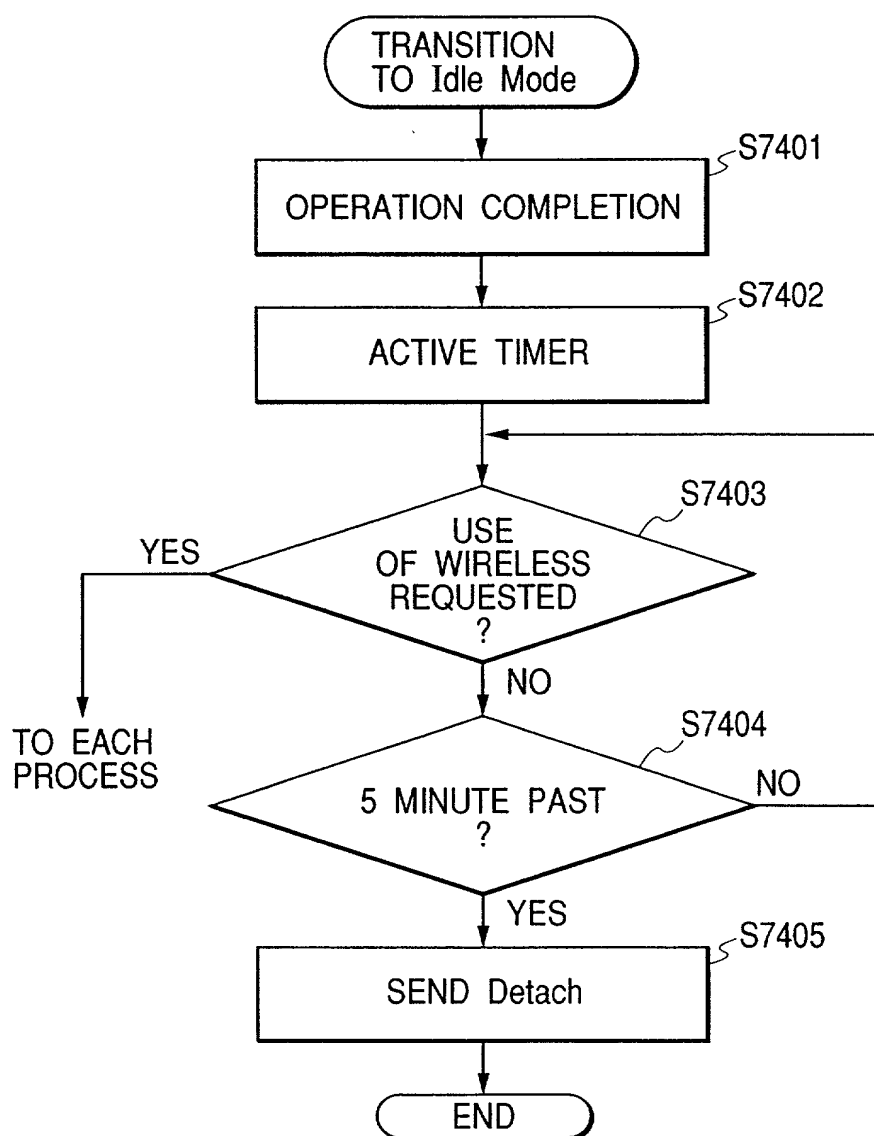 TRANSITION
TO Idle Mode
S7401
OPERATION COMPLETION
S7402
ACTIVE TIMER
S7403
USE
OF WIRELESS
REQUESTED
?
YES
NO
TO EACH
PROCESS
S7404
5 MINUTE PAST
?
NO
YES
S7405
SEND Detach
END